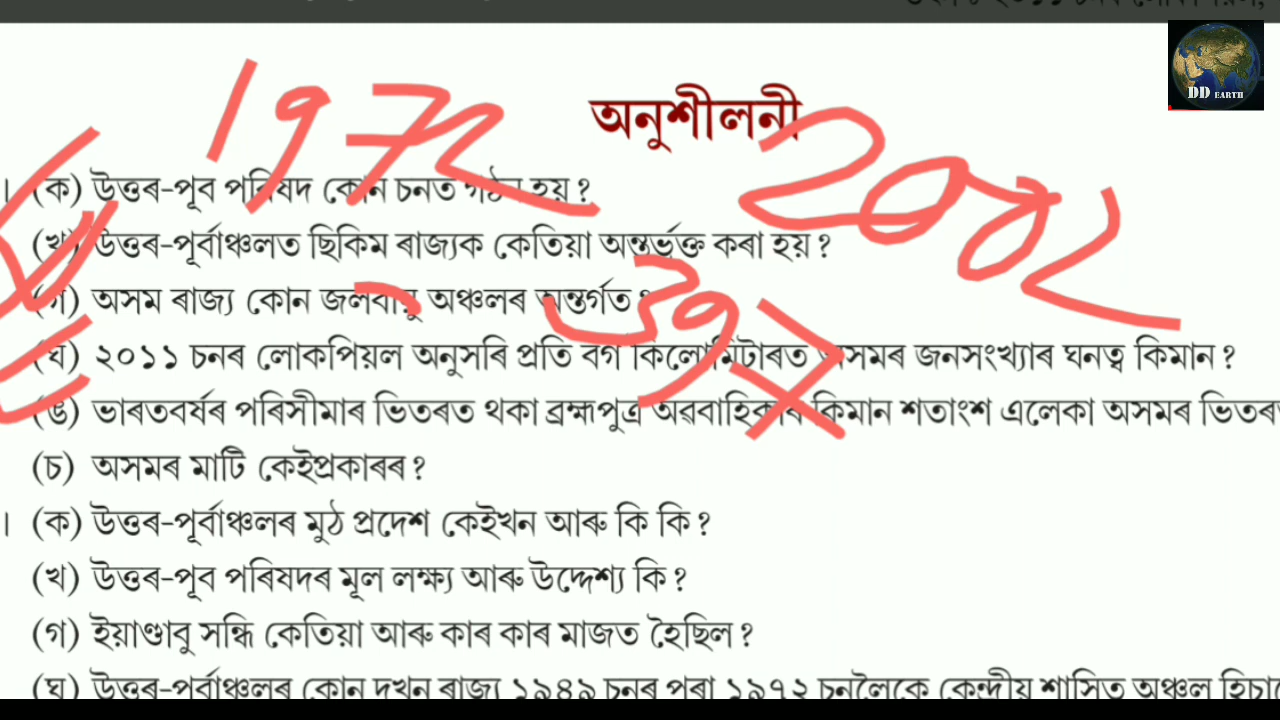 DD EARTH
1972
2002
397
অনুশীলনী
। (ক) উত্তৰ-পূব পৰিষদ কোন চনত গঠন হয়?
(খ) উত্তৰ-পূৰ্বাঞ্চলত ছিকিম ৰাজ্যক কেতিয়া অন্তৰ্ভুক্ত কৰা হয়?
(গ) অসম ৰাজ্য কোন জলবায়ু অঞ্চলৰ অন্তৰ্গত?
(ঘ) ২০১১ চনৰ লোকপিয়ল অনুসৰি প্ৰতি বৰ্গ কিলোমিটাৰত অসমৰ জনসংখ্যাৰ ঘনত্ব কিমান?
(ঙ) ভাৰতবৰ্ষৰ পৰিসীমাৰ ভিতৰত থকা ব্ৰহ্মপুত্ৰ অৱবাহিকাৰ কিমান শতাংশ এলেকা অসমৰ
(চ) অসমৰ মাটি কেইপ্ৰকাৰৰ?
। (ক) উত্তৰ-পূৰ্বাঞ্চলৰ মুঠ প্ৰদেশ কেইখন আৰু কি কি?
(খ) উত্তৰ-পূব পৰিষদৰ মূল লক্ষ্য আৰু উদ্দেশ্য কি?
(গ) ইয়াণ্ডাবু সন্ধি কেতিয়া আৰু কাৰ কাৰ মাজত হৈছিল?
(ঘ) উত্তৰ-পূৰ্বাঞ্চলৰ কোন দুখন ৰাজ্য ১৯৪৯ চনৰ পৰা ১৯৭২ চনলৈকে কেন্দ্ৰীয় শাসিত অঞ্চল